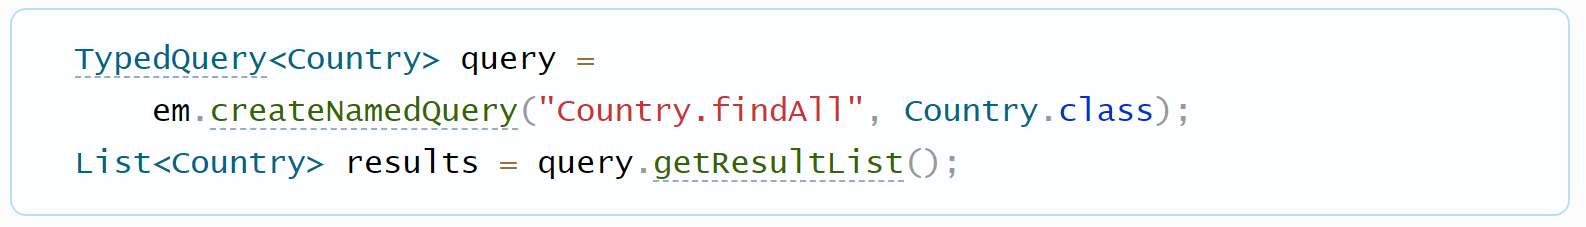 TypedQuery<Country> query =
    em.createNamedQuery("Country.findAll", Country.class);
List<Country> results = query.getResultList();